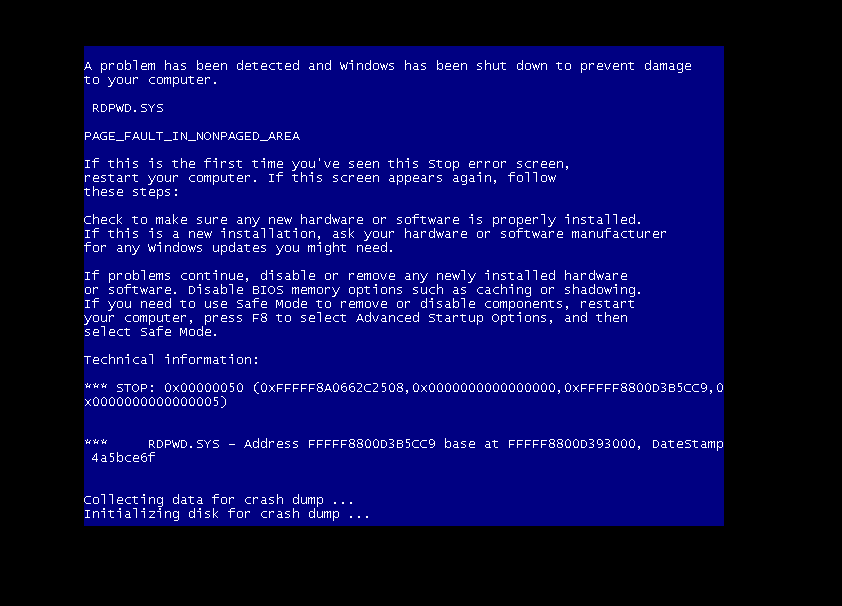 A problem has been detected and Windows has been shut down to prevent damage
to your computer.
RDPWD.SYS
PAGE_FAULT_IN_NONPAGED_AREA
If this is the first time you've seen this Stop error screen,
restart your computer. If this screen appears again, follow
these steps:
Check to make sure any new hardware or software is properly installed.
If this is a new installation, ask your hardware or software manufacturer
for any Windows updates you might need.
If problems continue, disable or remove any newly installed hardware
or software. Disable BIOS memory options such as caching or shadowing.
If you need to use Safe Mode to remove or disable components, restart
your computer, press F8 to select Advanced Startup Options, and then
select Safe Mode.
Technical information:
*** STOP: 0x00000050 (0xFFFFF8A0662C2508,0x0000000000000000,0xFFFFF8800D3B5CC9,0
x0000000000000005)
***     RDPWD.SYS - Address FFFFF8800D3B5CC9 base at FFFFF8800D393000, DateStamp
4a5bce6f
Collecting data for crash dump ...
Initializing disk for crash dump ...